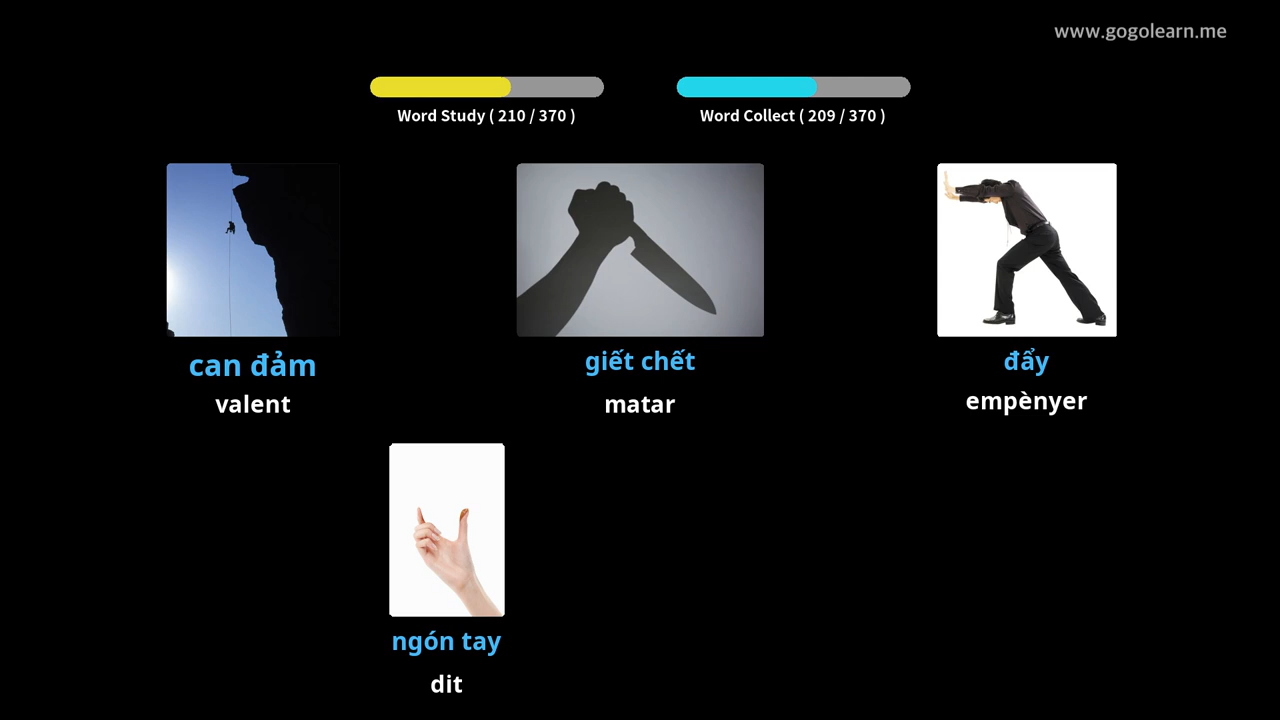 www.gogolearn.me
Word Study ( 210 / 370 )
Word Collect ( 209 / 370 )
can đảm
valent
giết chết
matar
đẩy
empènyer
ngón tay
dit